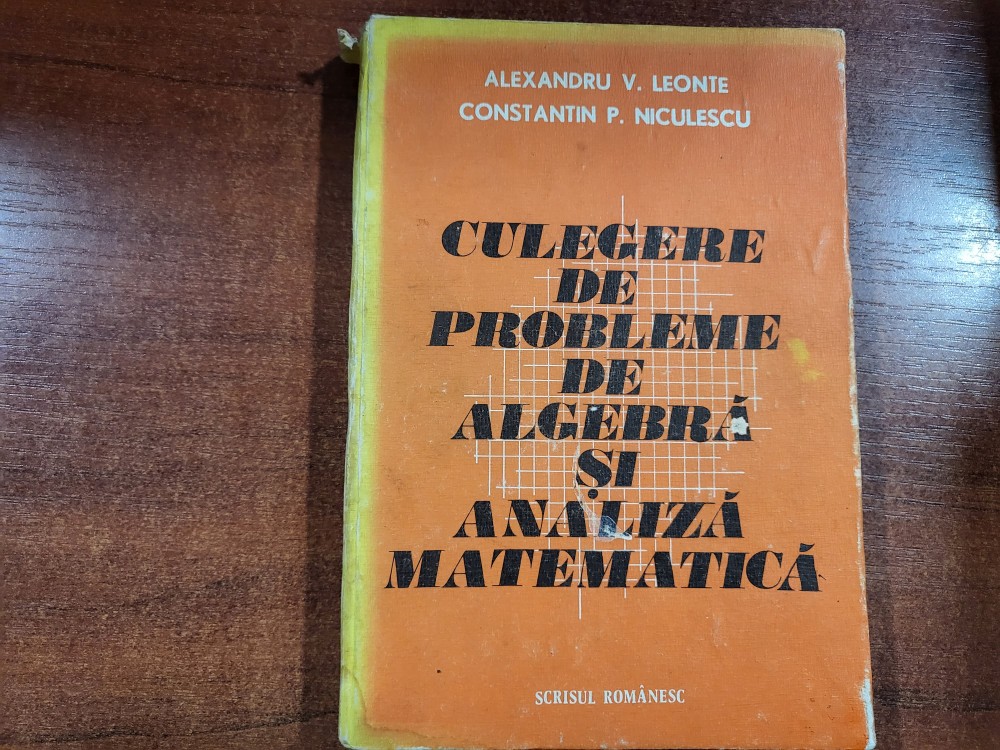 ALEXANDRU V. LEONTE
CONSTANTIN P. NICULESCU
CULEGERE
DE
PROBLEME
DE
ALGEBRĂ
ȘI
ANALIZĂ
MATEMATICĂ
SCRISUL ROMÂNESC